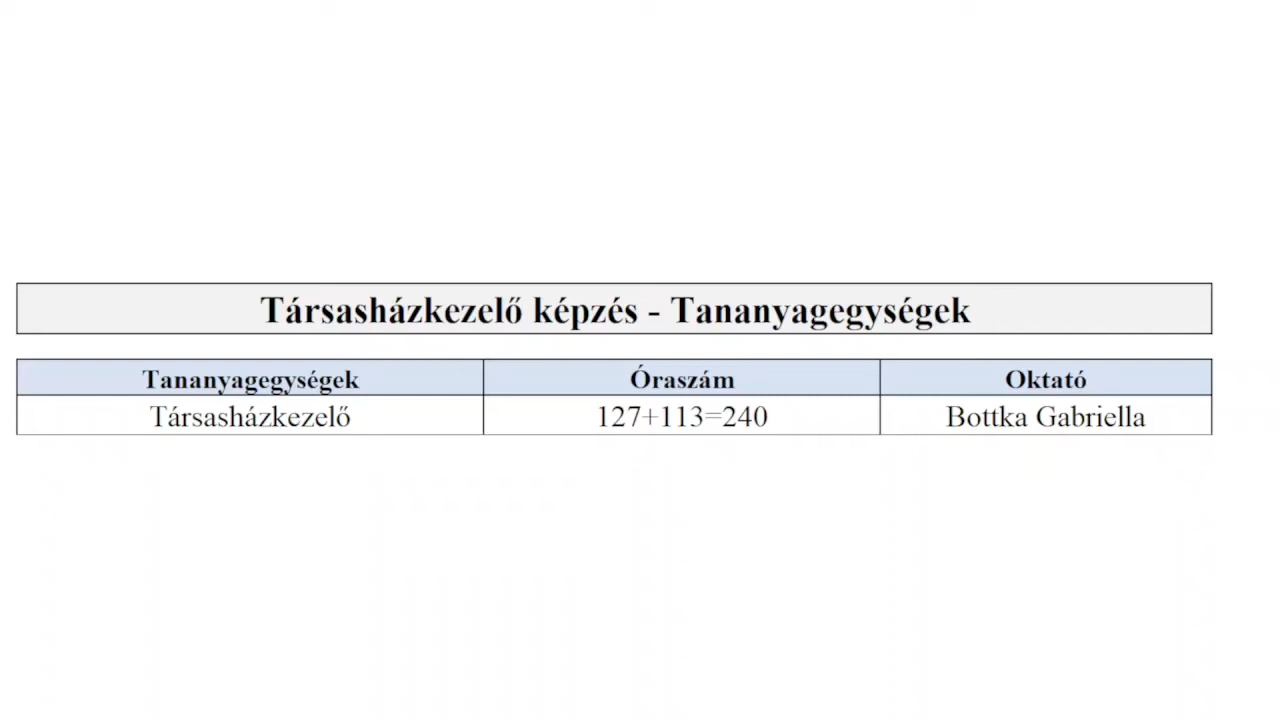 Társasházkezelő képzés - Tananyagegységek
Tananyagegységek Óraszám Oktató
Társasházkezelő 127+113=240 Bottka Gabriella